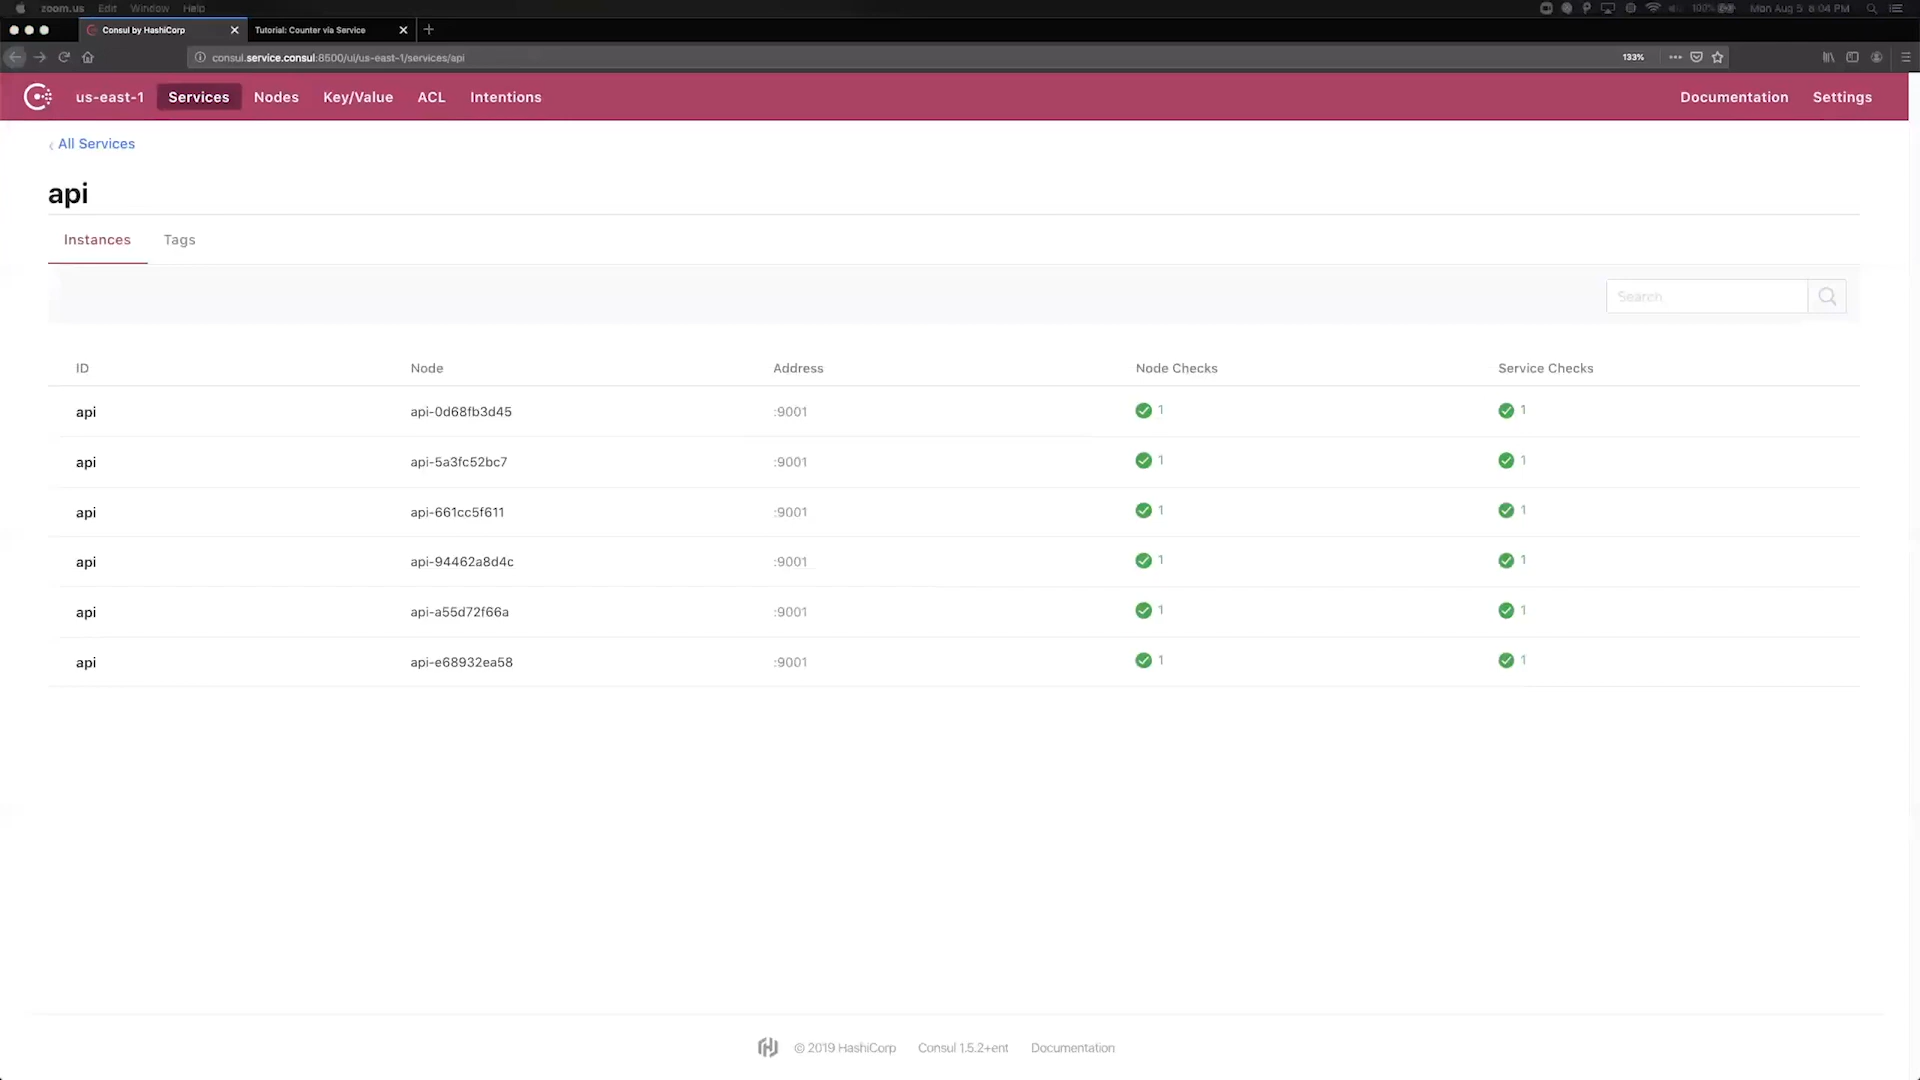 zoom.us Edit Window Help 100% Mon Aug 5 8:04 PM
Consul by HashiCorp Tutorial: Counter via Service
consul.service.consul:8500/ui/us-east-1/services/api 133%
us-east-1 Services Nodes Key/Value ACL Intentions Documentation Settings
‹ All Services
api
Instances Tags
Search
ID Node Address Node Checks Service Checks
api api-0d68fb3d45 :9001 1 1
api api-5a3fc52bc7 :9001 1 1
api api-661cc5f611 :9001 1 1
api api-94462a8d4c :9001 1 1
api api-a55d72f66a :9001 1 1
api api-e68932ea58 :9001 1 1
© 2019 HashiCorp Consul 1.5.2+ent Documentation